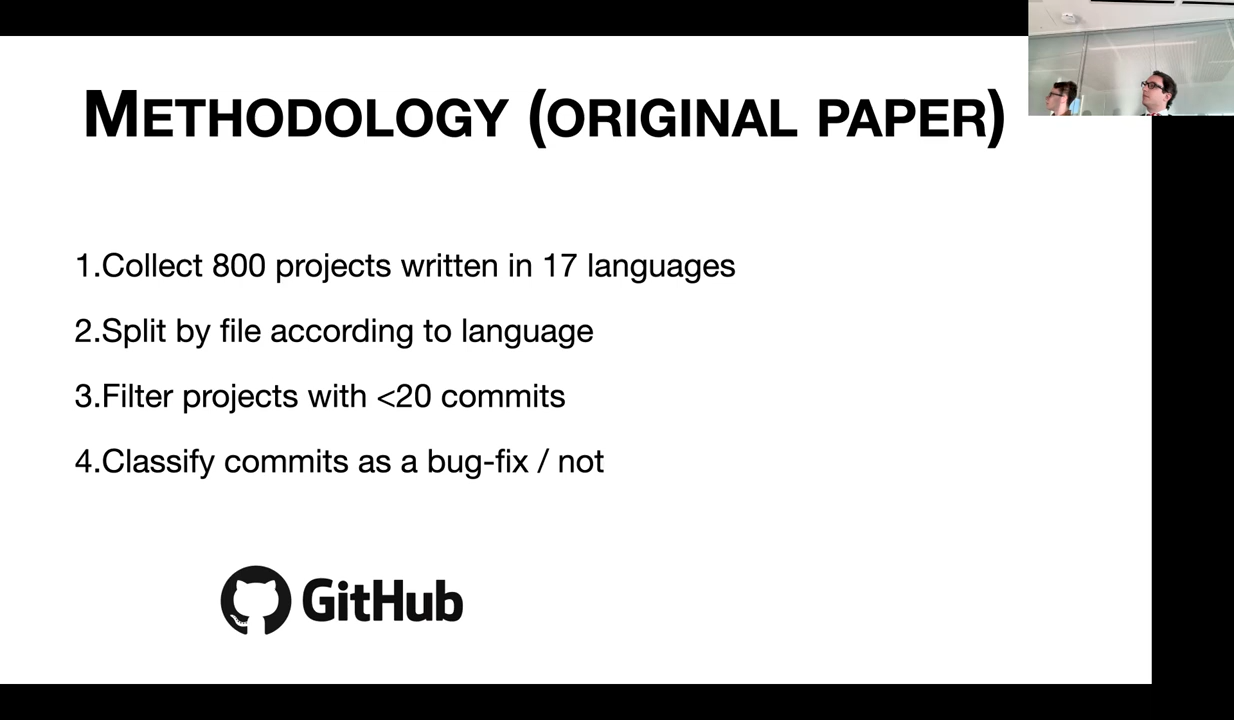 METHODOLOGY (ORIGINAL PAPER)
1.Collect 800 projects written in 17 languages
2.Split by file according to language
3.Filter projects with <20 commits
4.Classify commits as a bug-fix / not
GitHub